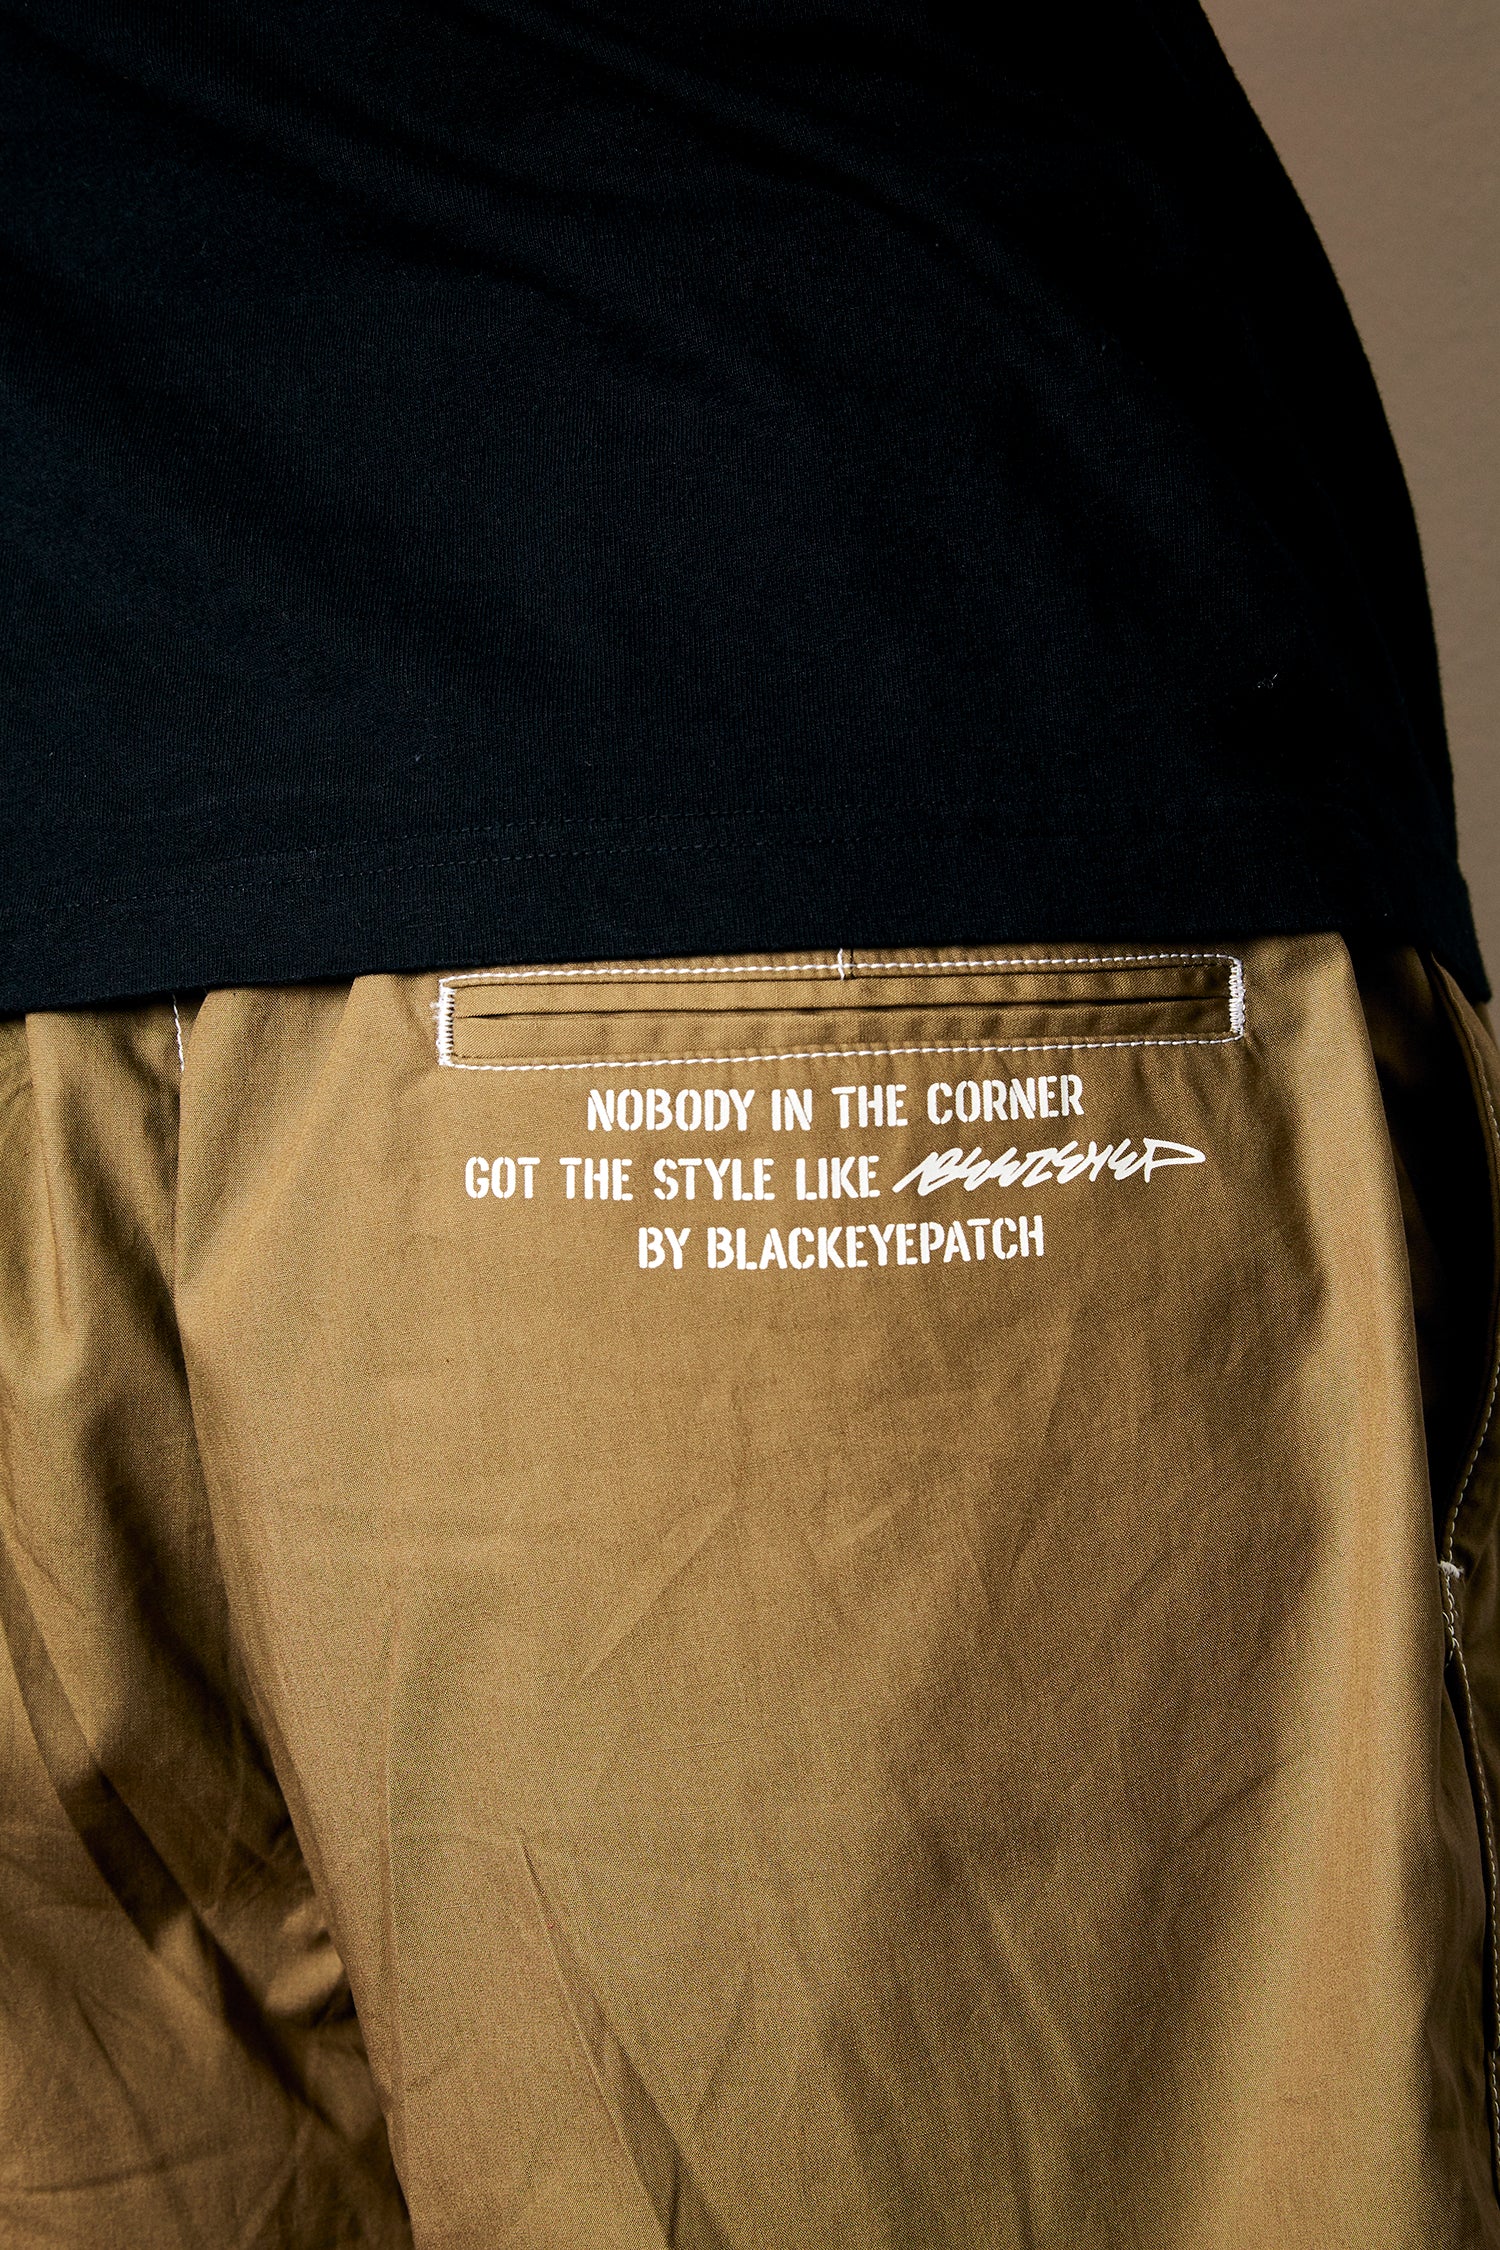 NOBODY IN THE CORNER
GOT THE STYLE LIKE
BY BLACKEYEPATCH